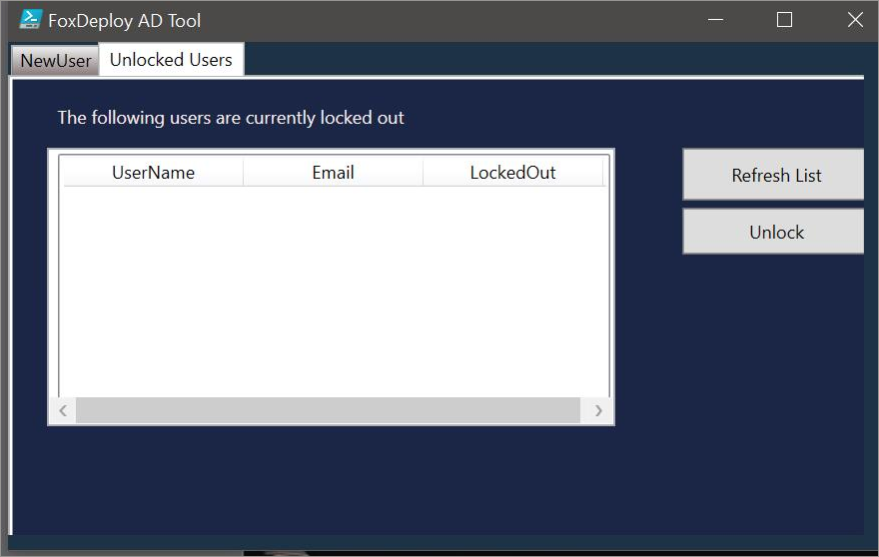 FoxDeploy AD Tool
NewUser Unlocked Users
The following users are currently locked out
UserName Email LockedOut
Refresh List
Unlock